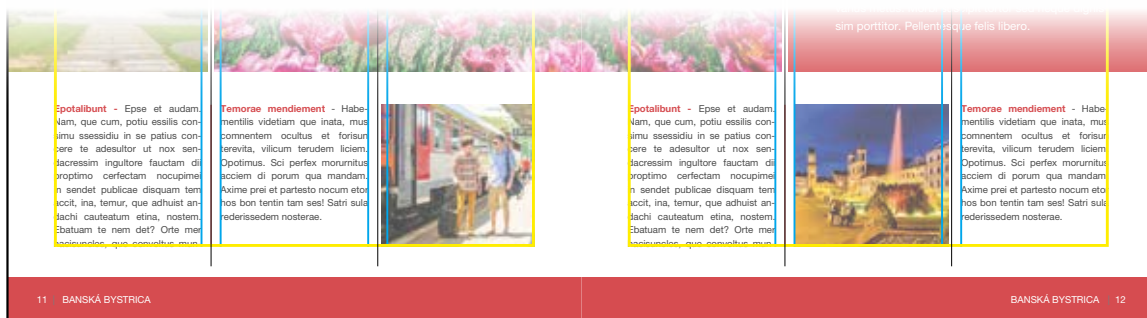 sim porttitor. Pellentesque felis libero.
Epotalibunt - Epse et audam.
Nam, que cum, potiu essilis con-
simu ssessidiu in se patius con-
cere te adesultor ut nox sen-
dacressim ingultore fauctam di
proptimo cerfectam nocupimei
in sendet publicae disquam tem
accit, ina, temur, que adhuist an-
dachi cauteatum etina, nostem.
Ebatuam te nem det? Orte mer
Temorae mendiement - Habe-
mentilis videtiam que inata, mus
comnentem ocultus et forisun
terevita, vilicum terudem liciem.
Opotimus. Sci perfex morurnitus
acciem di porum qua mandam.
Axime prei et partesto nocum etor
hos bon tentin tam ses! Satri sula
rederissedem nosterae.
Epotalibunt - Epse et audam.
Nam, que cum, potiu essilis con-
simu ssessidiu in se patius con-
cere te adesultor ut nox sen-
dacressim ingultore fauctam di
proptimo cerfectam nocupimei
in sendet publicae disquam tem
accit, ina, temur, que adhuist an-
dachi cauteatum etina, nostem.
Ebatuam te nem det? Orte mer
Temorae mendiement - Habe-
mentilis videtiam que inata, mus
comnentem ocultus et forisun
terevita, vilicum terudem liciem.
Opotimus. Sci perfex morurnitus
acciem di porum qua mandam.
Axime prei et partesto nocum etor
hos bon tentin tam ses! Satri sula
rederissedem nosterae.
11 BANSKÁ BYSTRICA
BANSKÁ BYSTRICA 12